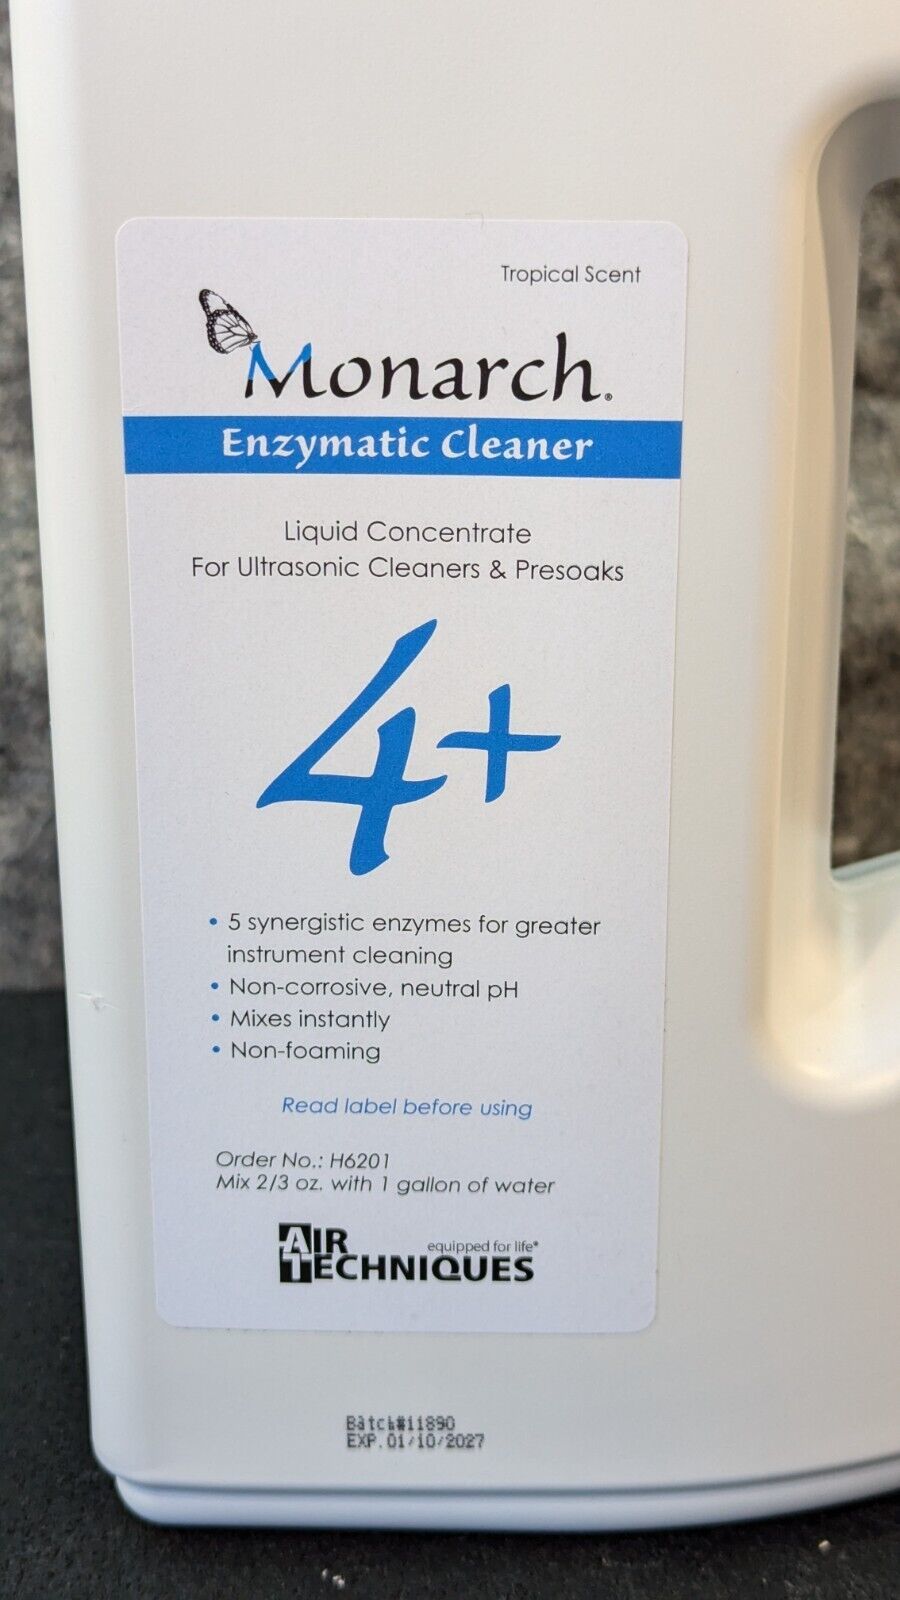 Tropical Scent
Monarch®
Enzymatic Cleaner
Liquid Concentrate
For Ultrasonic Cleaners & Presoaks
4+
• 5 synergistic enzymes for greater
instrument cleaning
• Non-corrosive, neutral pH
• Mixes instantly
• Non-foaming
Read label before using
Order No.: H6201
Mix 2/3 oz. with 1 gallon of water
AIR
equipped for life®
TECHNIQUES
Batch#11890
EXP.01/10/2027